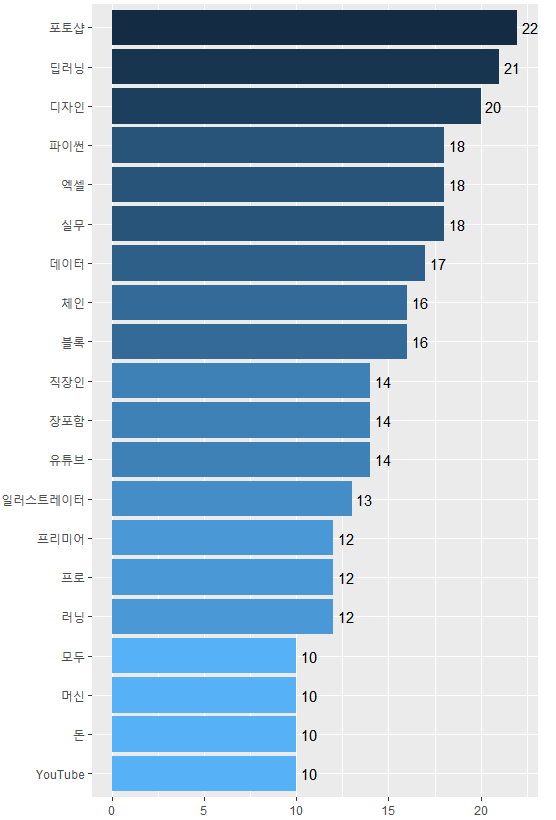 포토샵 22
딥러닝 21
디자인 20
파이썬 18
엑셀 18
실무 18
데이터 17
체인 16
블록 16
직장인 14
장포함 14
유튜브 14
일러스트레이터 13
프리미어 12
프로 12
러닝 12
모두 10
머신 10
돈 10
YouTube 10
0 5 10 15 20